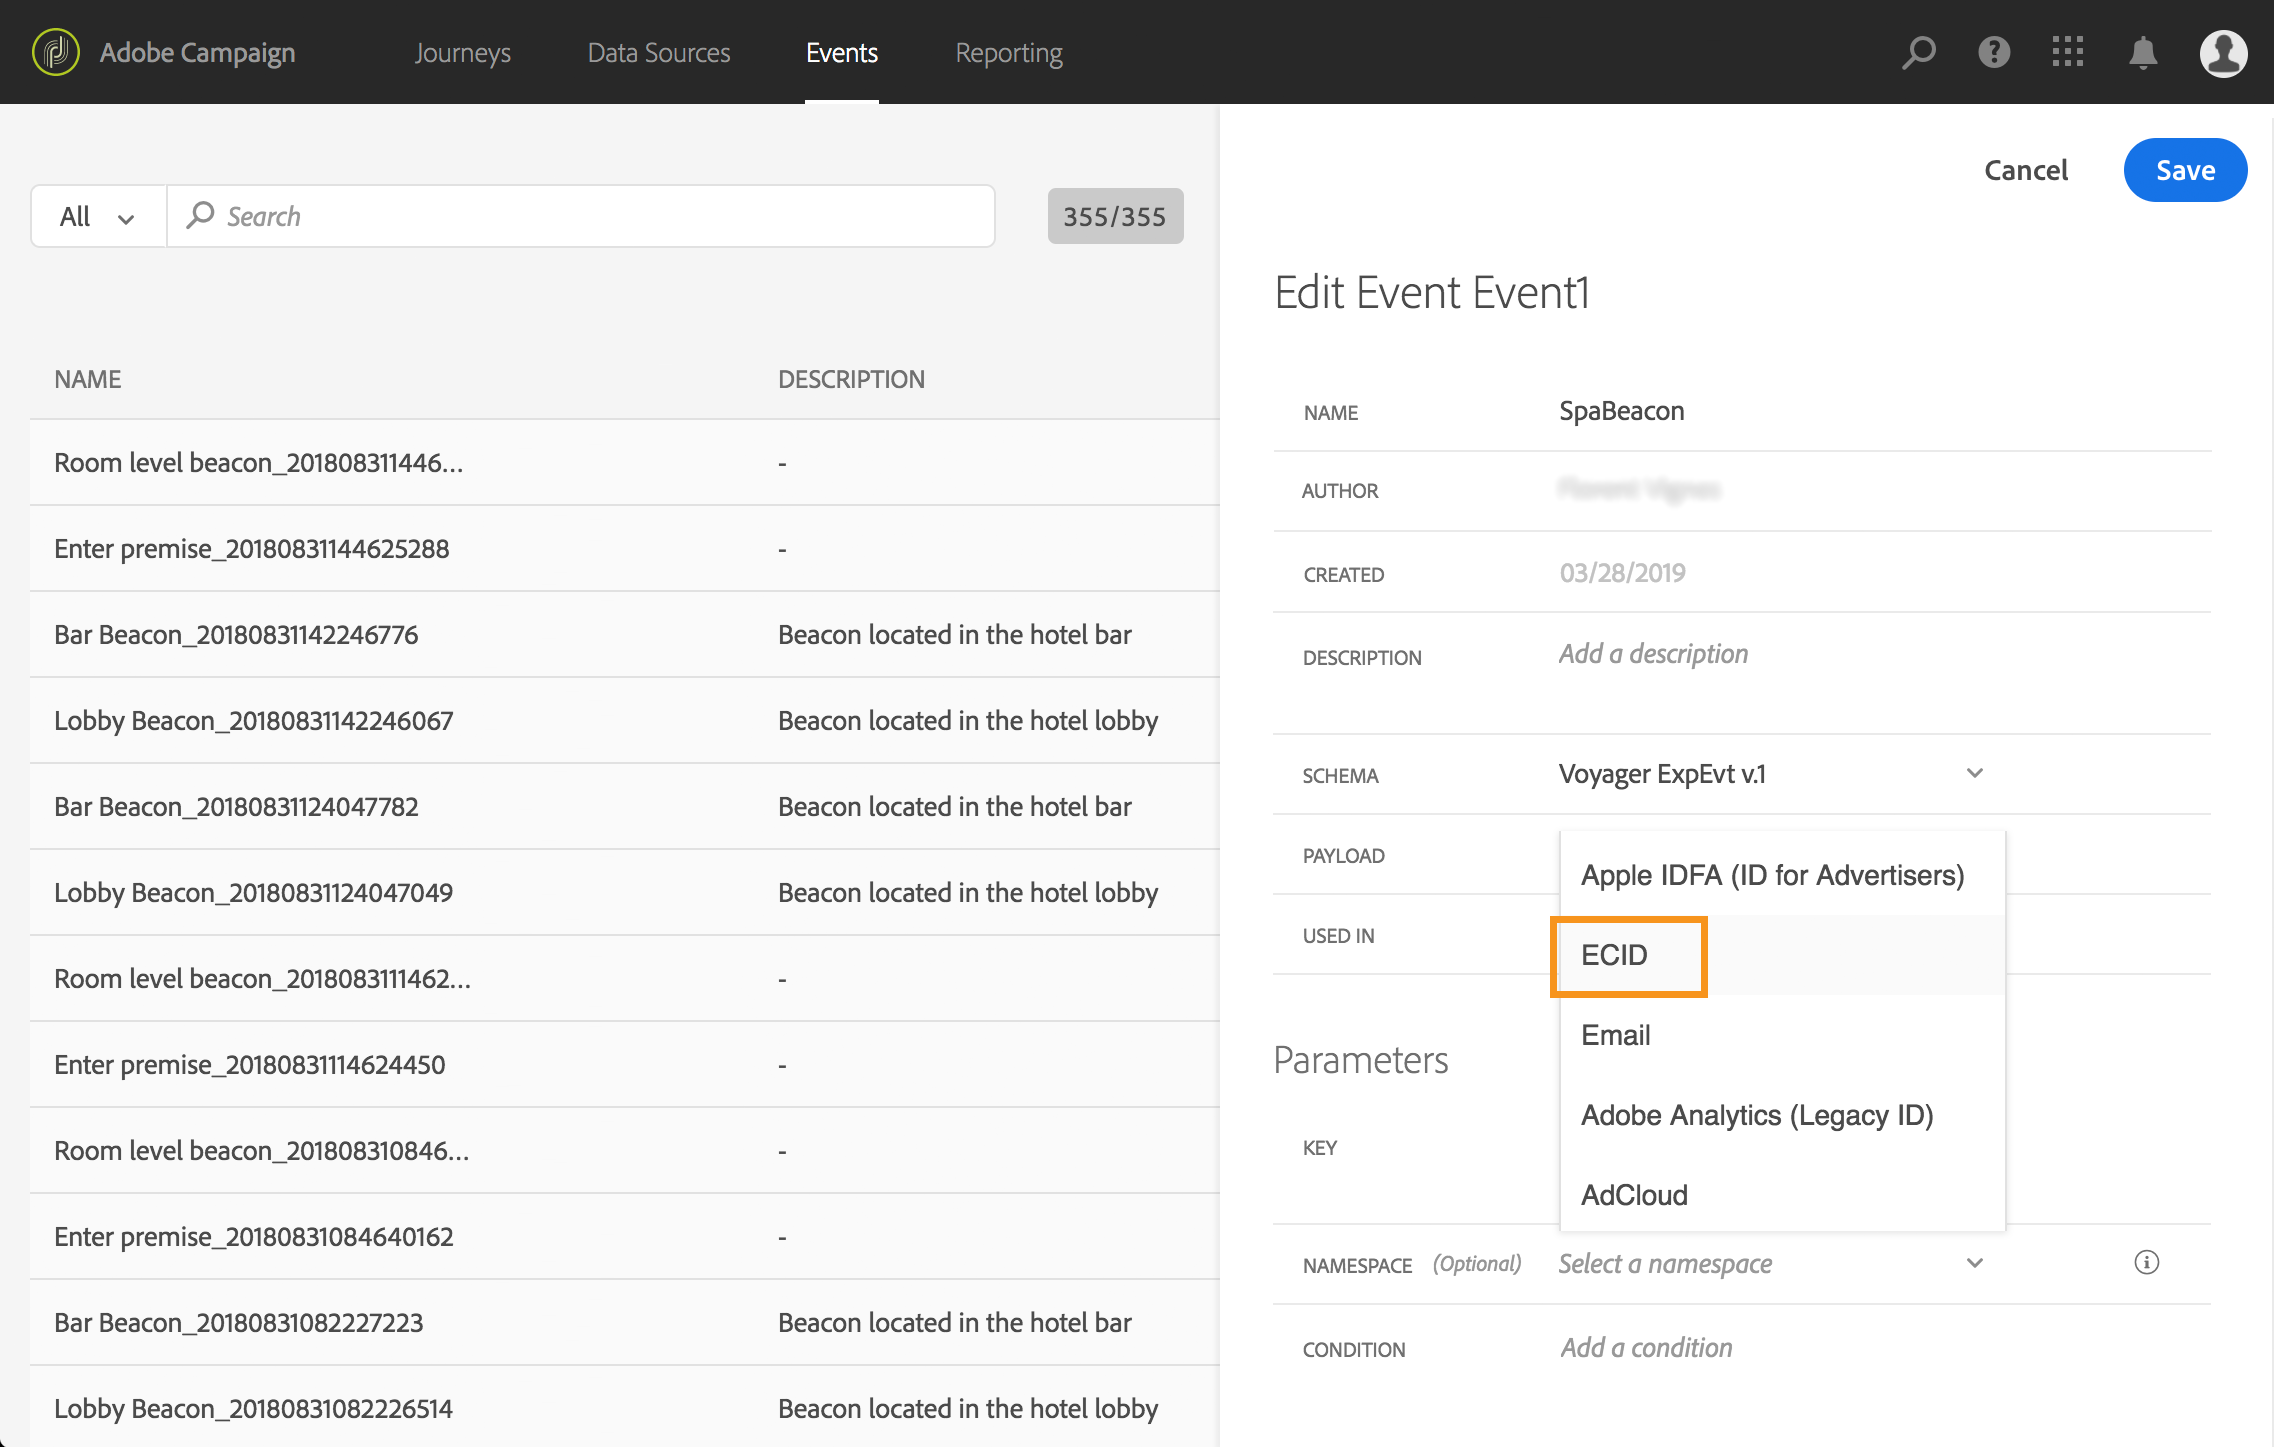 Adobe Campaign Journeys Data Sources Events Reporting
Cancel Save
All Search 355/355
Edit Event Event1
NAME DESCRIPTION
Room level beacon_201808311446... -
Enter premise_20180831144625288 -
Bar Beacon_20180831142246776 Beacon located in the hotel bar
Lobby Beacon_20180831142246067 Beacon located in the hotel lobby
Bar Beacon_20180831124047782 Beacon located in the hotel bar
Lobby Beacon_20180831124047049 Beacon located in the hotel lobby
Room level beacon_2018083111462... -
Enter premise_20180831114624450 -
Room level beacon_201808310846... -
Enter premise_20180831084640162 -
Bar Beacon_20180831082227223 Beacon located in the hotel bar
Lobby Beacon_20180831082226514 Beacon located in the hotel lobby
NAME SpaBeacon
AUTHOR
CREATED 03/28/2019
DESCRIPTION Add a description
SCHEMA Voyager ExpEvt v.1
PAYLOAD
Apple IDFA (ID for Advertisers)
USED IN
ECID
Email
Parameters
Adobe Analytics (Legacy ID)
KEY
AdCloud
NAMESPACE (Optional) Select a namespace
CONDITION Add a condition